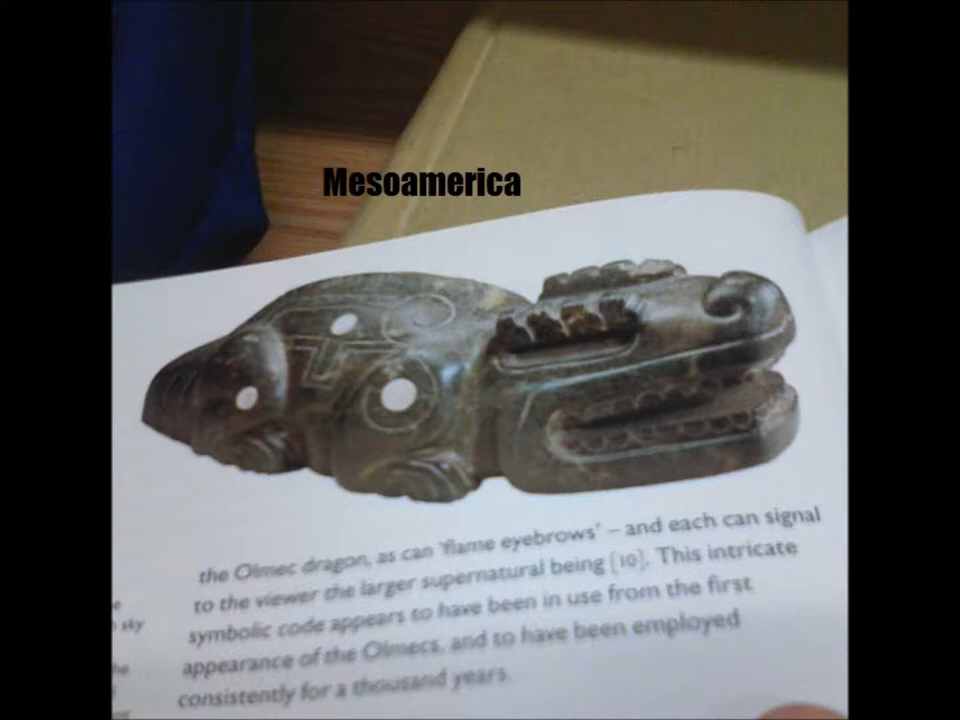 Mesoamerica
the Olmec dragon, as can 'flame eyebrows' – and each can signal
to the viewer the larger supernatural being [10]. This intricate
symbolic code appears to have been in use from the first
appearance of the Olmecs, and to have been employed
consistently for a thousand years.
sky